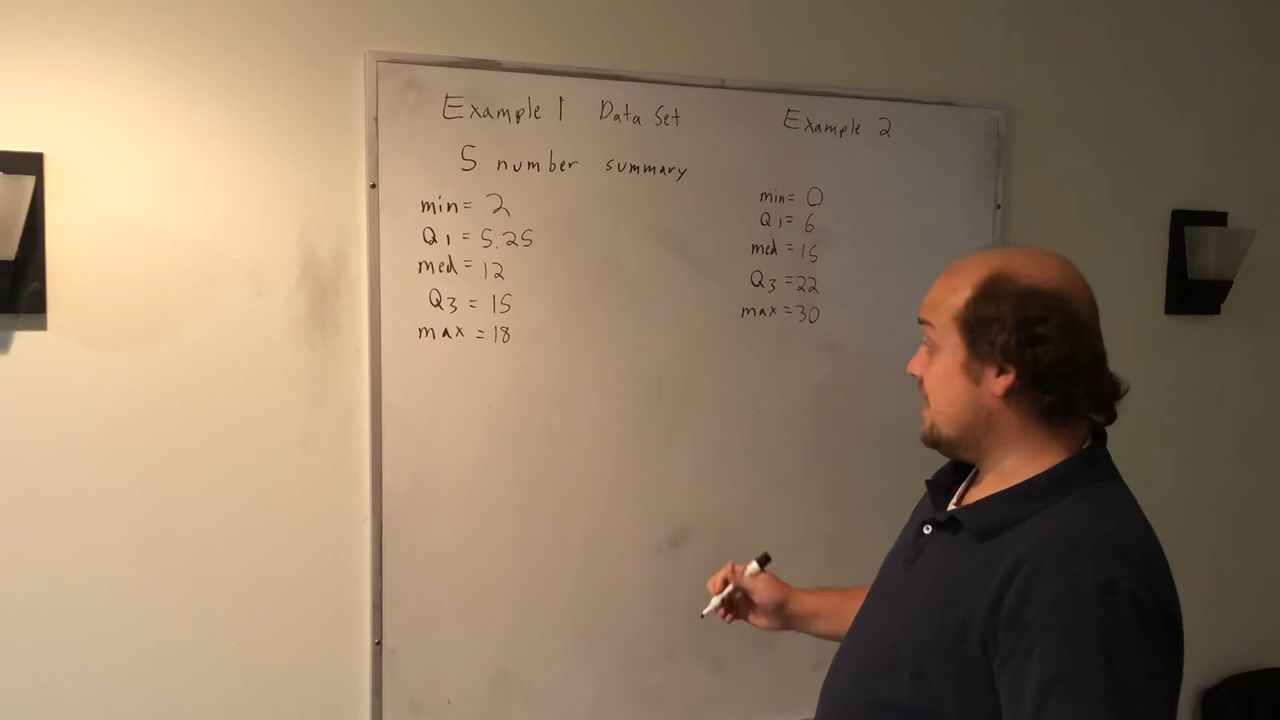 Example 1 Data Set
5 number summary
min = 2
Q1 = 5.25
med = 12
Q3 = 15
max = 18
Example 2
min = 0
Q1 = 6
med = 15
Q3 = 22
max = 30